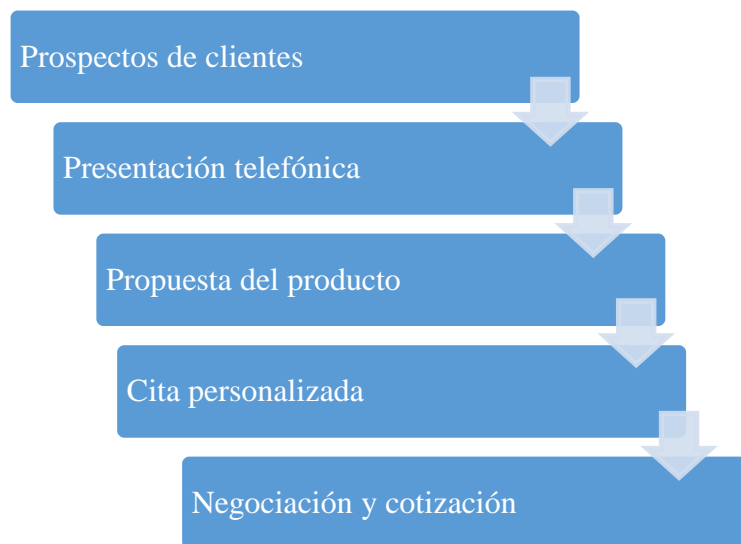 Prospectos de clientes
Presentación telefónica
Propuesta del producto
Cita personalizada
Negociación y cotización